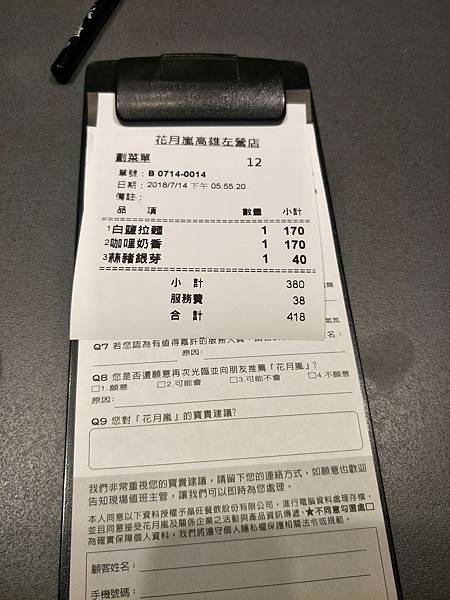 花月嵐高雄左營店
劃菜單 12
單號：B 0714-0014
日期：2018/7/14 下午 05:55:20
備註：
品 項 數量 小計
1白鹽拉麵 1 170
2咖哩奶香 1 170
3蒜豬銀芽 1 40
小 計 380
服務費 38
合 計 418
Q7 若您認為有值得嘉許的服務人員，
原因：
Q8 您是否還願意再次光臨並向朋友推薦「花月嵐」?
□1.願意 □2.可能會 □3.可能不會 □4.不願意
原因：
Q9 您對「花月嵐」的寶貴建議?
我們非常重視您的寶貴建議，請留下您的連絡方式，如願意也歡迎
告知現場值班主管，讓我們可以即時為您處理。
本人同意以下資料授權予晶旺餐飲股份有限公司，進行電腦資料處理存檔，
並且同意接受花月嵐及關係企業之活動與產品資訊傳遞。★不同意勾選處□
為確實保障個人資料，我們將遵守個人隱私權保護相關法令或規範。
顧客姓名：
手機號碼：